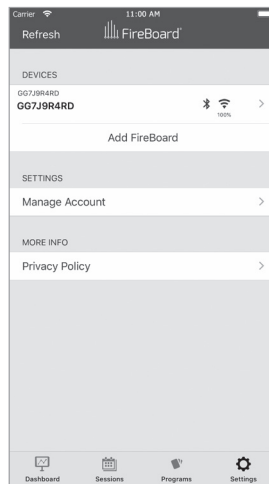 Carrier 11:00 AM
Refresh FireBoard
DEVICES
GG7J9R4RD
GG7J9R4RD
100%
Add FireBoard
SETTINGS
Manage Account
MORE INFO
Privacy Policy
Dashboard Sessions Programs Settings